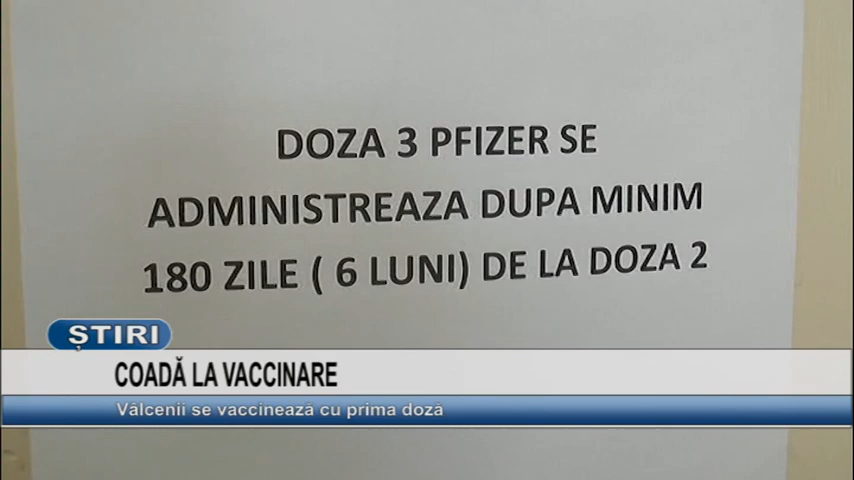 DOZA 3 PFIZER SE
ADMINISTREAZA DUPA MINIM
180 ZILE ( 6 LUNI) DE LA DOZA 2
ȘTIRI
COADĂ LA VACCINARE
Vâlcenii se vaccinează cu prima doză